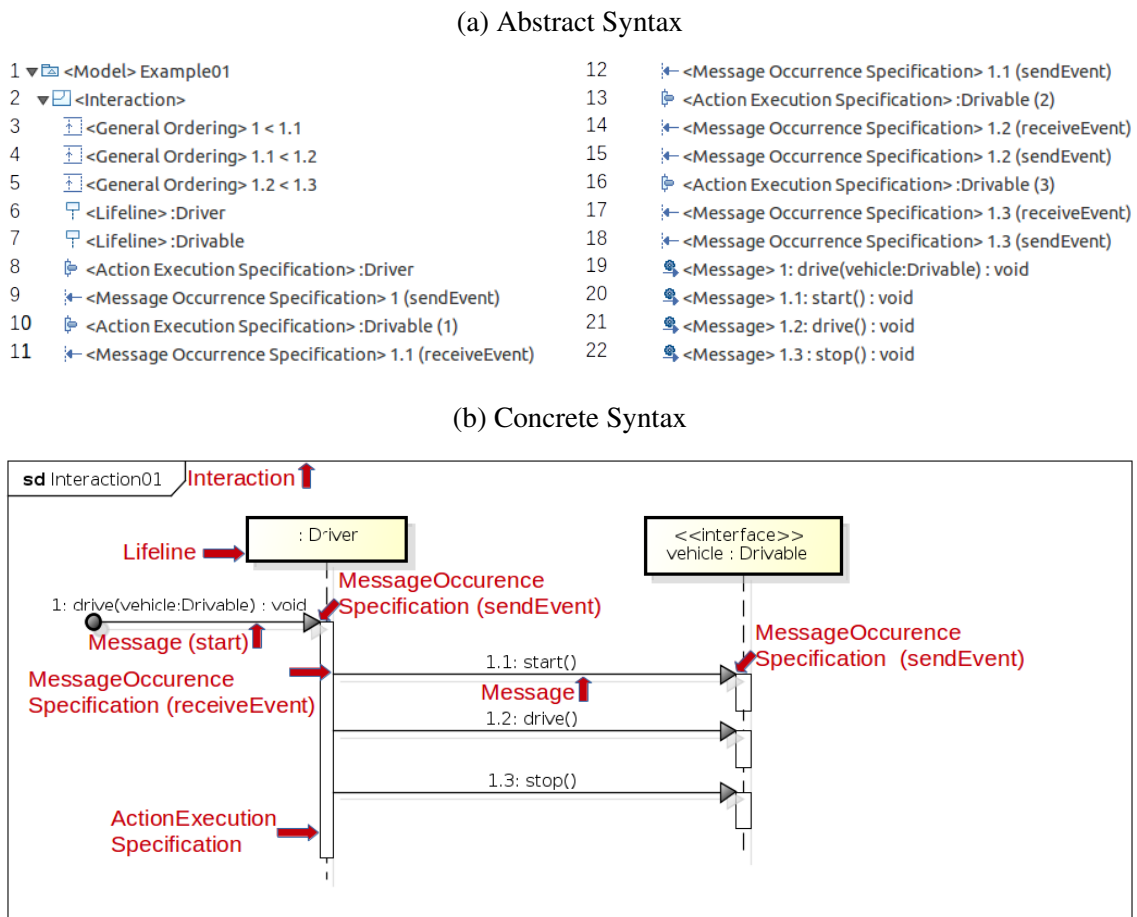 (a) Abstract Syntax
1 <Model> Example01
2 <Interaction>
3 <General Ordering> 1 < 1.1
4 <General Ordering> 1.1 < 1.2
5 <General Ordering> 1.2 < 1.3
6 <Lifeline> :Driver
7 <Lifeline> :Drivable
8 <Action Execution Specification> :Driver
9 <Message Occurrence Specification> 1 (sendEvent)
10 <Action Execution Specification> :Drivable (1)
11 <Message Occurrence Specification> 1.1 (receiveEvent)
12 <Message Occurrence Specification> 1.1 (sendEvent)
13 <Action Execution Specification> :Drivable (2)
14 <Message Occurrence Specification> 1.2 (receiveEvent)
15 <Message Occurrence Specification> 1.2 (sendEvent)
16 <Action Execution Specification> :Drivable (3)
17 <Message Occurrence Specification> 1.3 (receiveEvent)
18 <Message Occurrence Specification> 1.3 (sendEvent)
19 <Message> 1: drive(vehicle:Drivable) : void
20 <Message> 1.1: start() : void
21 <Message> 1.2: drive() : void
22 <Message> 1.3 : stop() : void
(b) Concrete Syntax
sd Interaction01
Interaction
: Driver
<<interface>>
vehicle : Drivable
Lifeline
MessageOccurence
Specification (sendEvent)
1: drive(vehicle:Drivable) : void
Message (start)
MessageOccurence
Specification (sendEvent)
1.1: start()
MessageOccurence
Specification (receiveEvent)
Message
1.2: drive()
1.3: stop()
ActionExecution
Specification